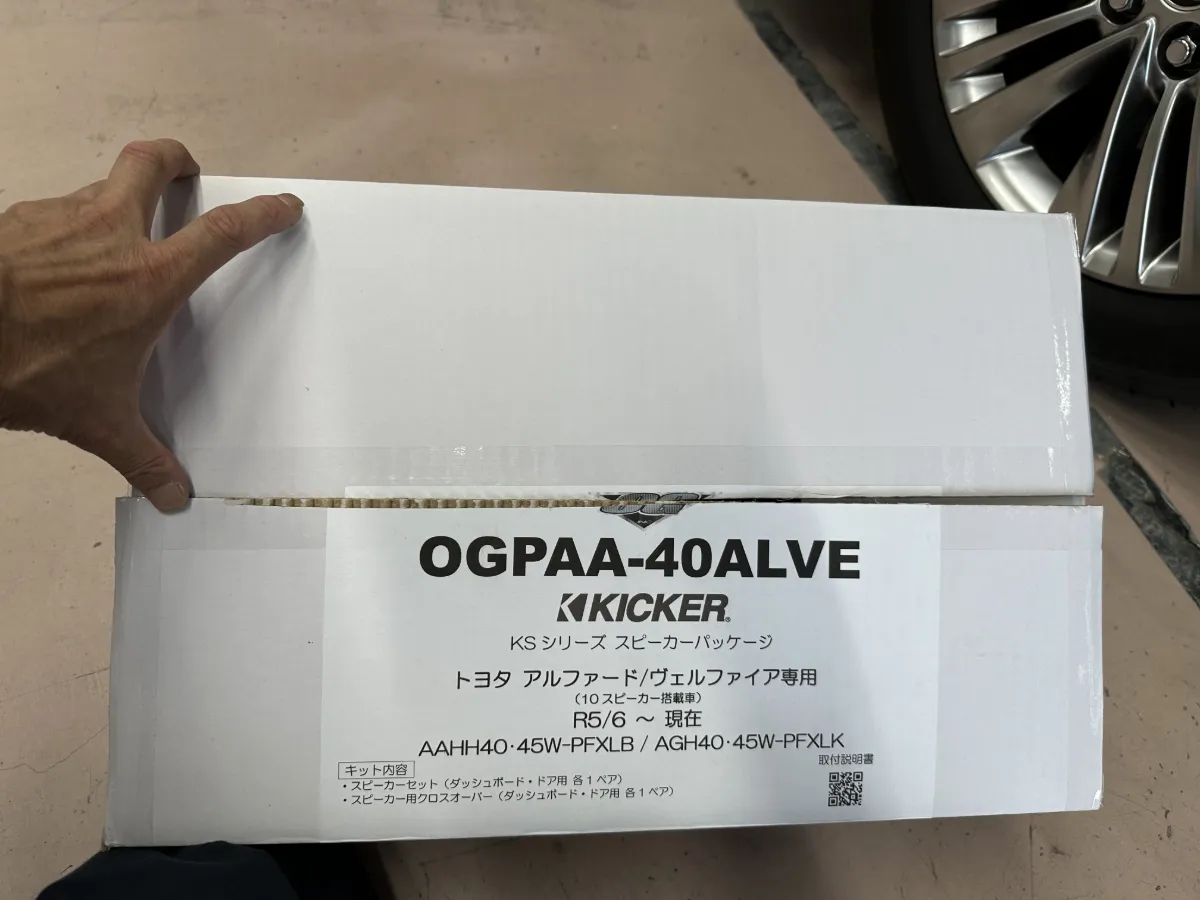 OGPAA-40ALVE
KICKER®
KSシリーズ スピーカーパッケージ
トヨタ アルファード/ヴェルファイア専用
(10スピーカー搭載車)
R5/6 ～ 現在
AAHH40・45W-PFXLB / AGH40・45W-PFXLK
取付説明書
キット内容
・スピーカーセット（ダッシュボード・ドア用 各1ペア）
・スピーカー用クロスオーバー（ダッシュボード・ドア用 各1ペア）